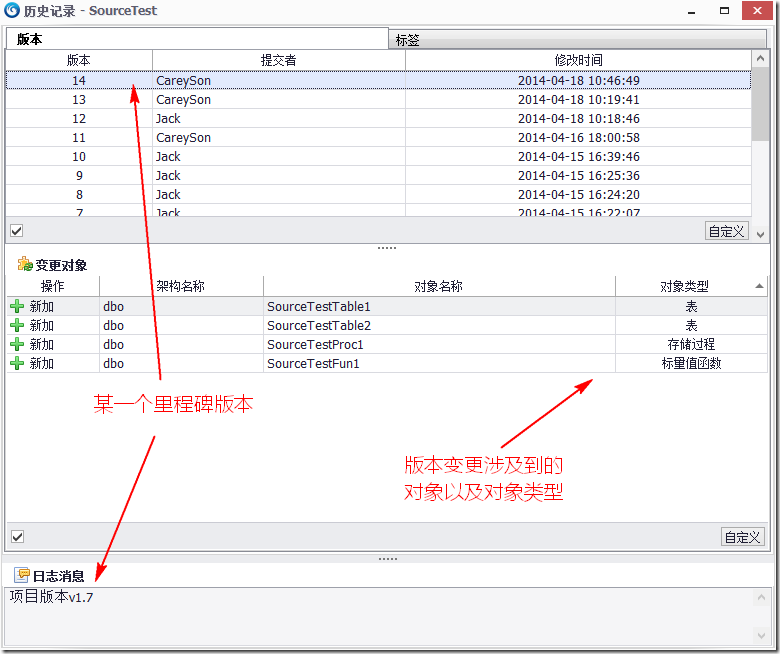 历史记录 - SourceTest
版本 标签
版本 提交者 修改时间
14 CareySon 2014-04-18 10:46:49
13 CareySon 2014-04-18 10:19:41
12 Jack 2014-04-18 10:18:46
11 CareySon 2014-04-16 18:00:58
10 Jack 2014-04-15 16:39:46
9 Jack 2014-04-15 16:25:36
8 Jack 2014-04-15 16:24:20
7 Jack 2014-04-15 16:22:07
自定义
变更对象
操作 架构名称 对象名称 对象类型
新加 dbo SourceTestTable1 表
新加 dbo SourceTestTable2 表
新加 dbo SourceTestProc1 存储过程
新加 dbo SourceTestFun1 标量值函数
某一个里程碑版本
版本变更涉及到的
对象以及对象类型
自定义
日志消息
项目版本v1.7